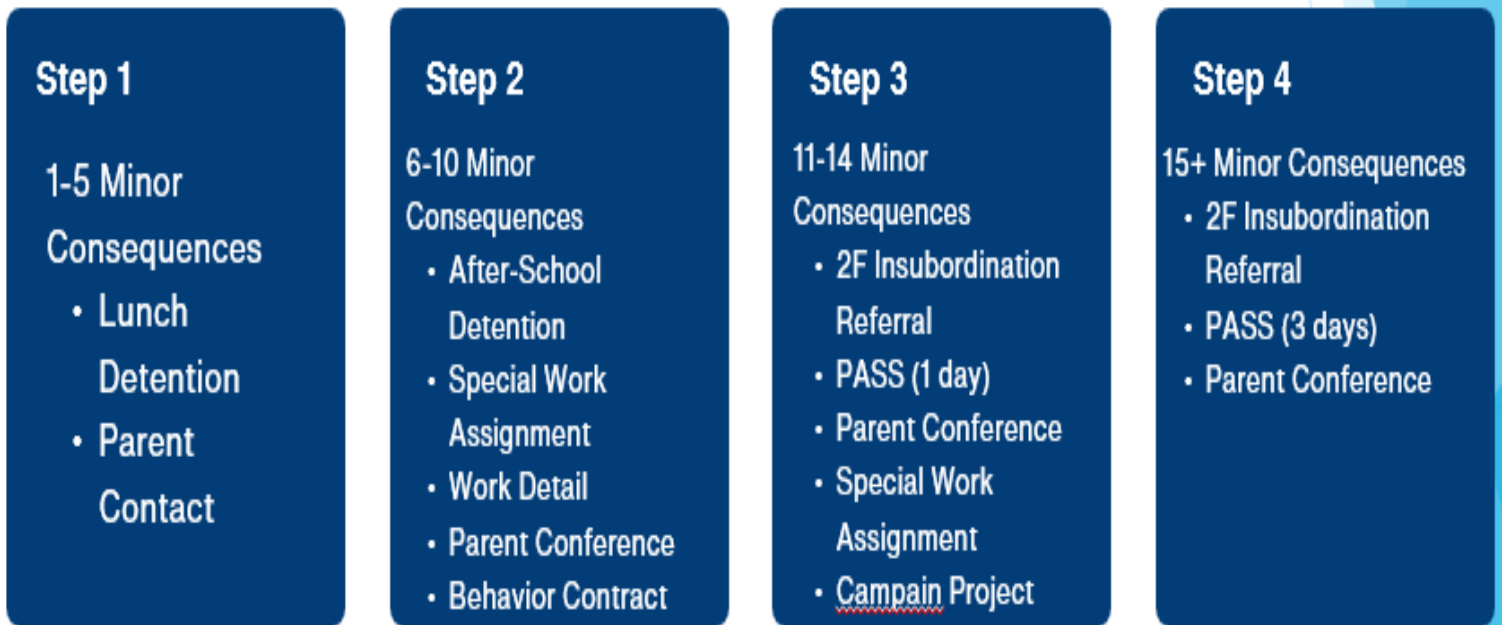 Step 1
1-5 Minor
Consequences
• Lunch
Detention
• Parent
Contact
Step 2
6-10 Minor
Consequences
• After-School
Detention
• Special Work
Assignment
• Work Detail
• Parent Conference
• Behavior Contract
Step 3
11-14 Minor
Consequences
• 2F Insubordination
Referral
• PASS (1 day)
• Parent Conference
• Special Work
Assignment
• Campain Project
Step 4
15+ Minor Consequences
• 2F Insubordination
Referral
• PASS (3 days)
• Parent Conference